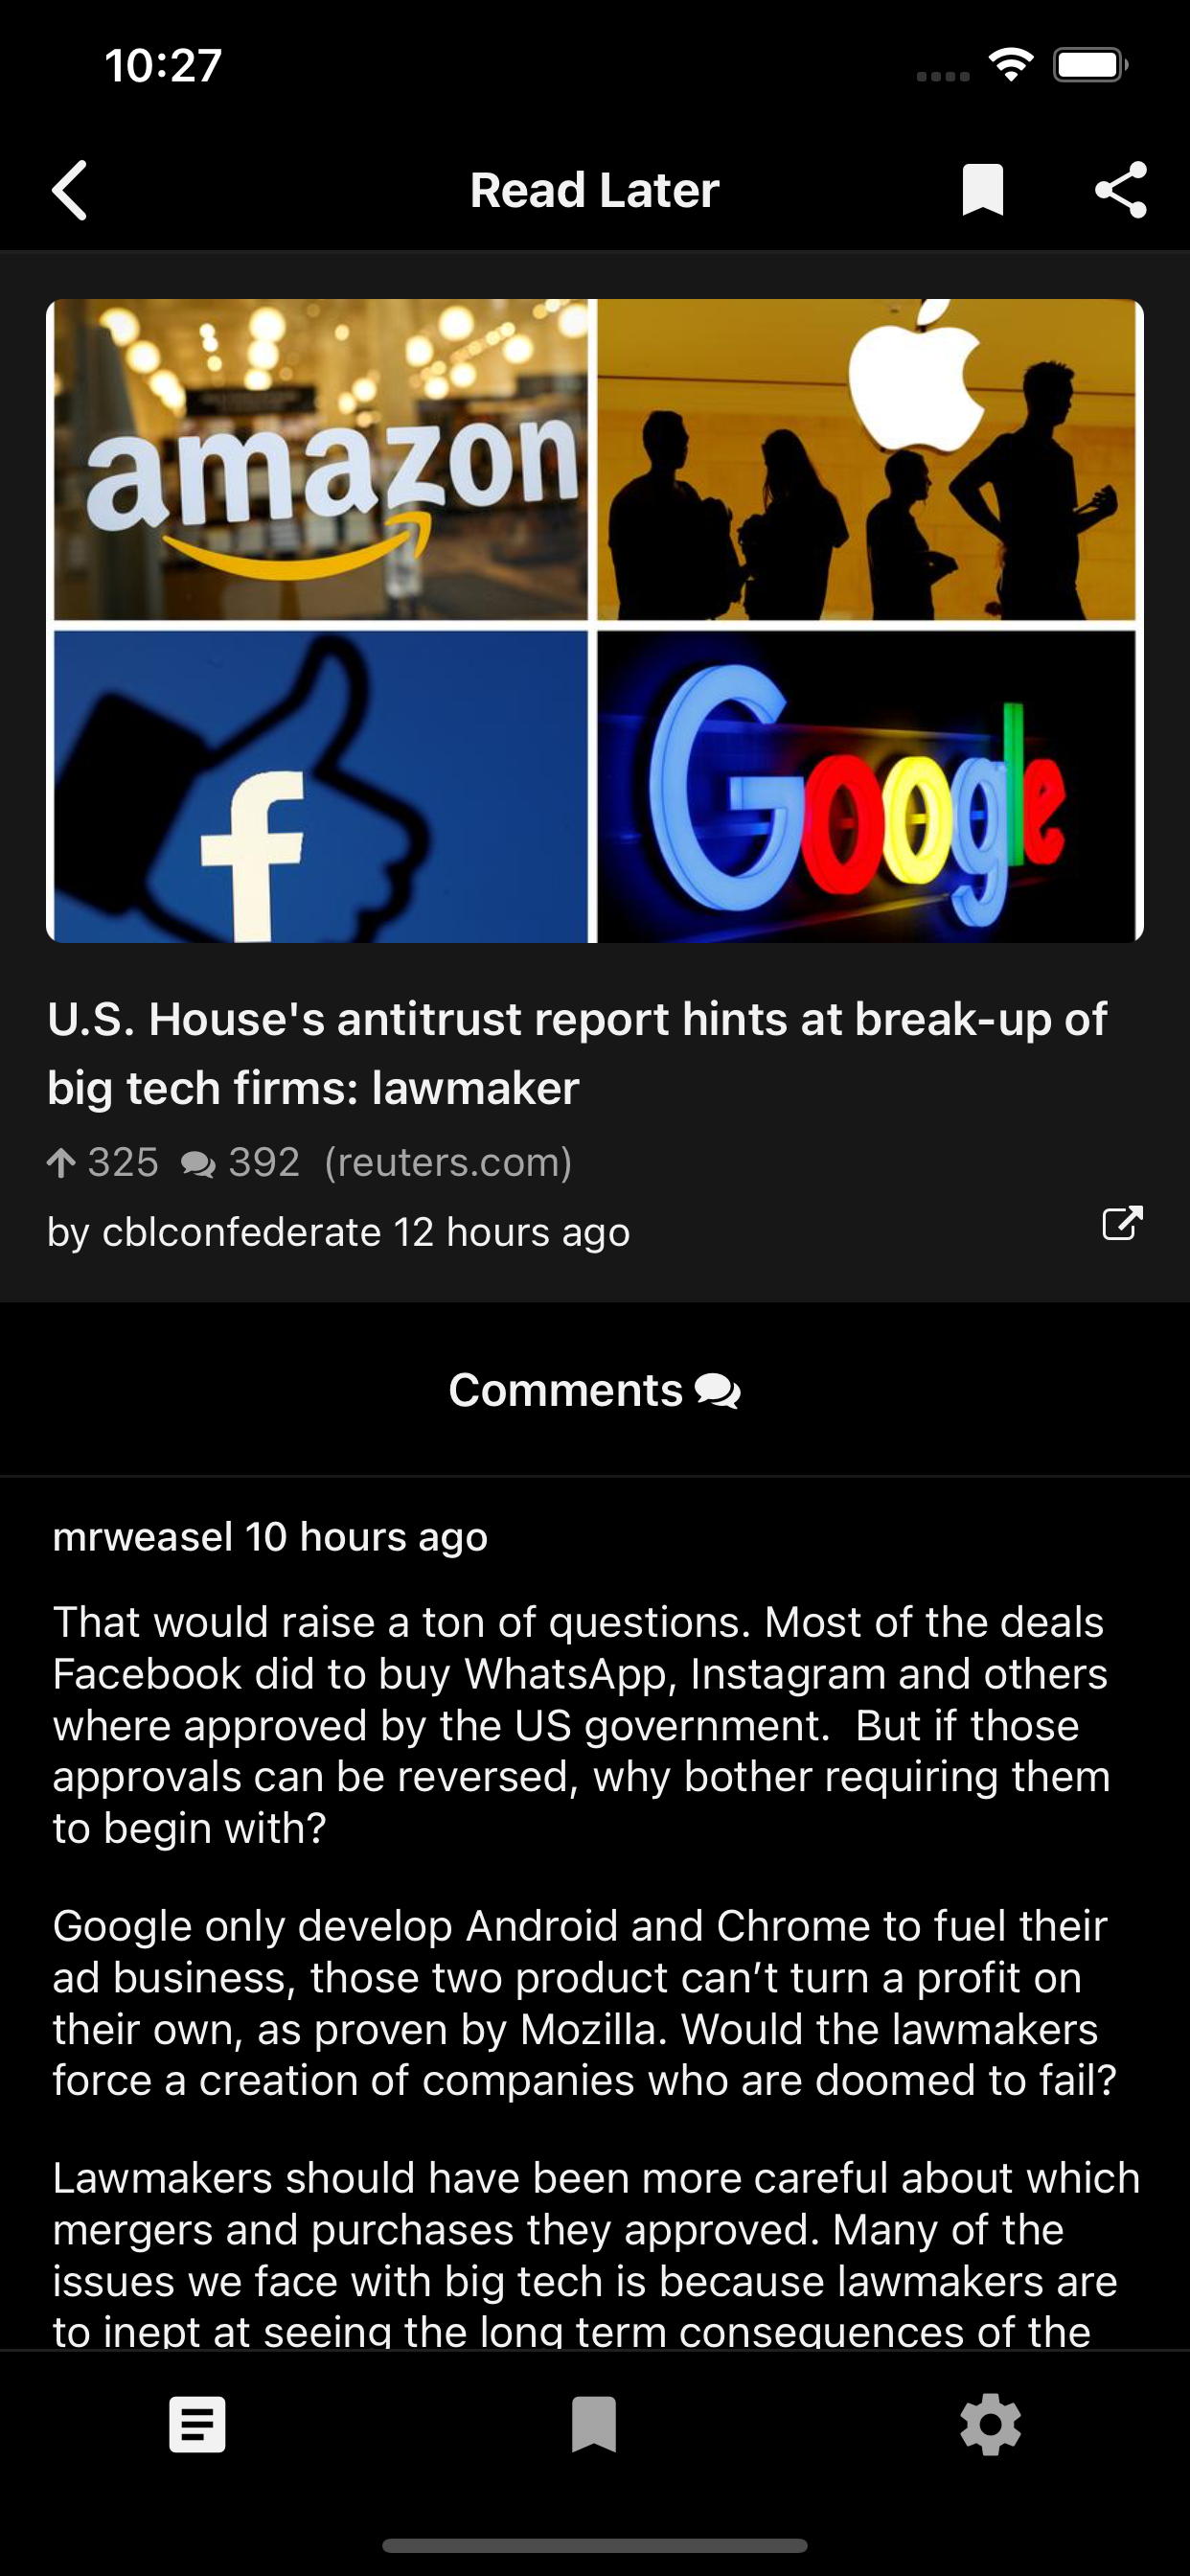 10:27
Read Later
amazon
f
Google
U.S. House's antitrust report hints at break-up of
big tech firms: lawmaker
325 392 (reuters.com)
by cblconfederate 12 hours ago
Comments
mrweasel 10 hours ago
That would raise a ton of questions. Most of the deals
Facebook did to buy WhatsApp, Instagram and others
where approved by the US government.  But if those
approvals can be reversed, why bother requiring them
to begin with?
Google only develop Android and Chrome to fuel their
ad business, those two product can’t turn a profit on
their own, as proven by Mozilla. Would the lawmakers
force a creation of companies who are doomed to fail?
Lawmakers should have been more careful about which
mergers and purchases they approved. Many of the
issues we face with big tech is because lawmakers are
to inept at seeing the long term consequences of the